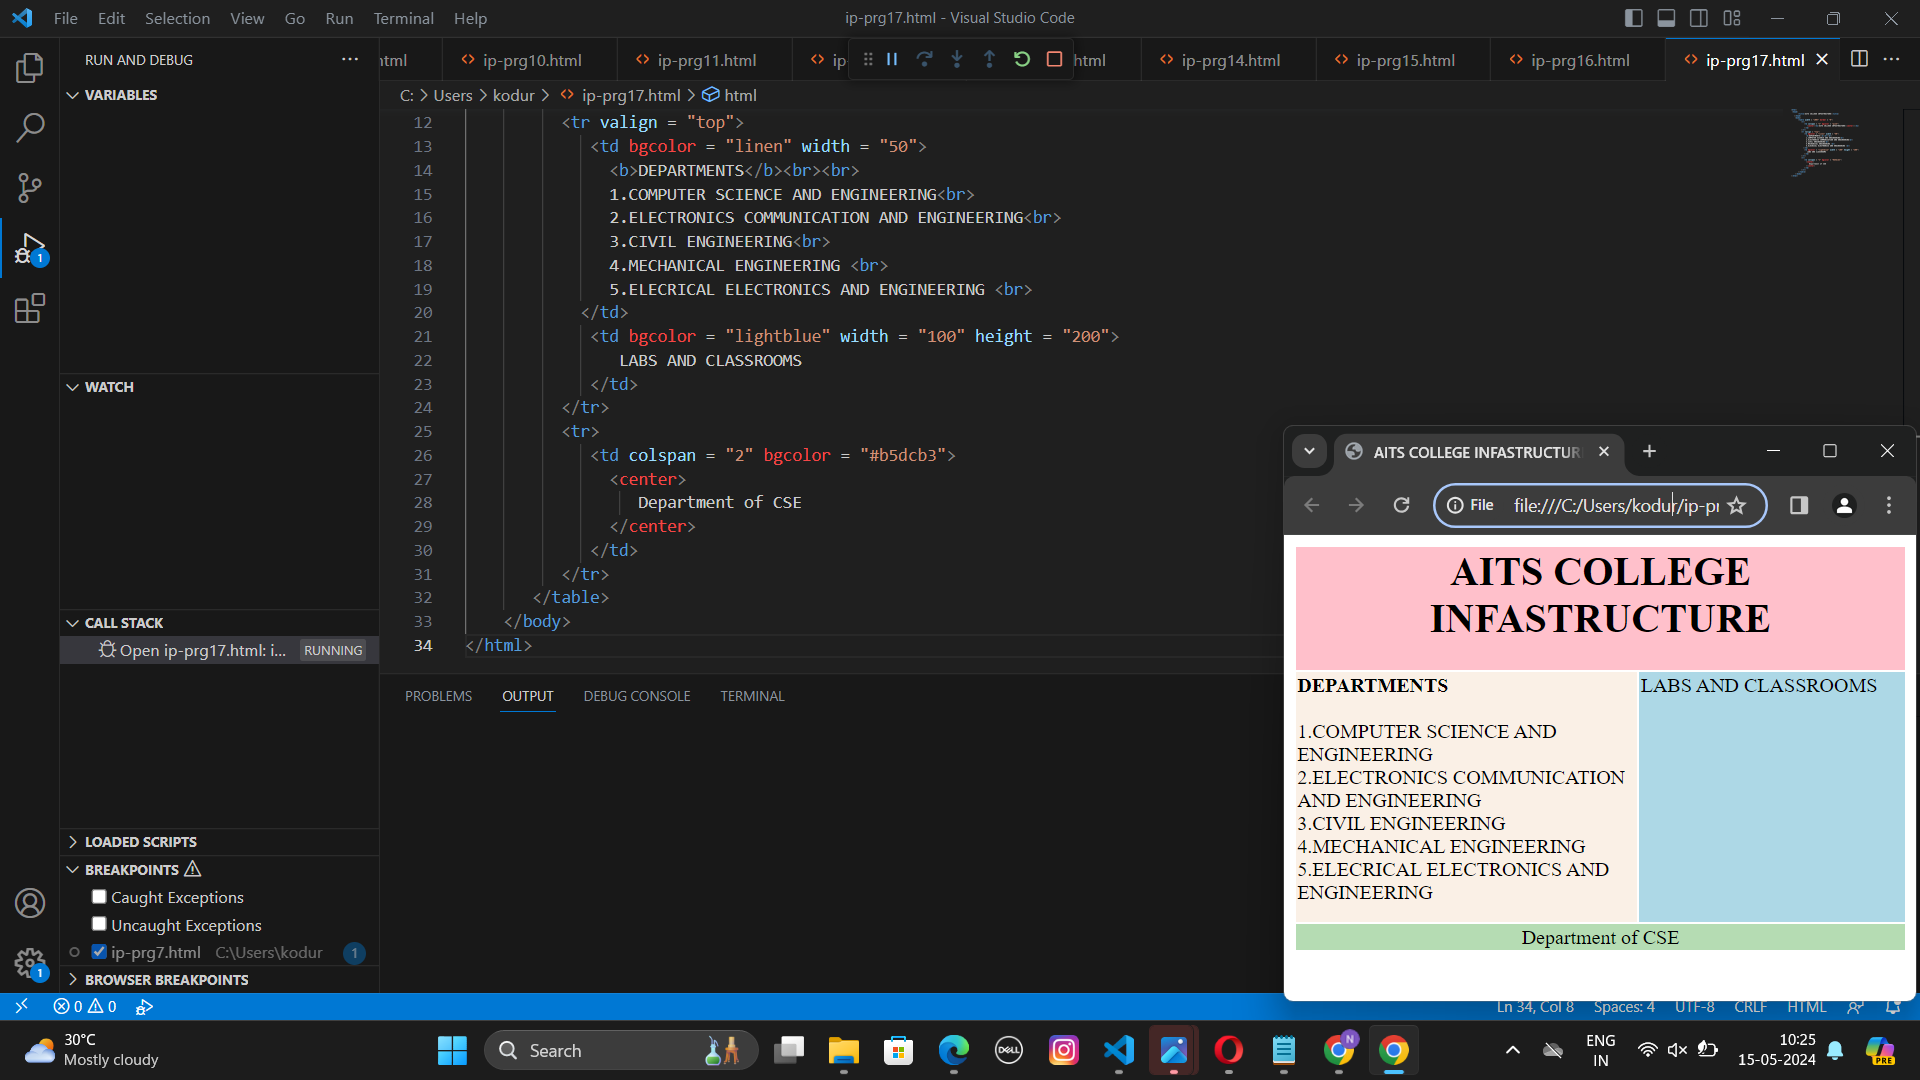 File Edit Selection View Go Run Terminal Help
ip-prg17.html - Visual Studio Code
RUN AND DEBUG
html
ip-prg10.html
ip-prg11.html
ip-
html
ip-prg14.html
ip-prg15.html
ip-prg16.html
ip-prg17.html
VARIABLES
C: > Users > kodur > ip-prg17.html > html
12 <tr valign = "top">
13 <td bgcolor = "linen" width = "50">
14 <b>DEPARTMENTS</b><br><br>
15 1.COMPUTER SCIENCE AND ENGINEERING<br>
16 2.ELECTRONICS COMMUNICATION AND ENGINEERING<br>
17 3.CIVIL ENGINEERING<br>
18 4.MECHANICAL ENGINEERING <br>
19 5.ELECRICAL ELECTRONICS AND ENGINEERING <br>
20 </td>
21 <td bgcolor = "lightblue" width = "100" height = "200">
22 LABS AND CLASSROOMS
23 </td>
24 </tr>
25 <tr>
26 <td colspan = "2" bgcolor = "#b5dcb3">
27 <center>
28 Department of CSE
29 </center>
30 </td>
31 </tr>
32 </table>
33 </body>
34 </html>
WATCH
CALL STACK
Open ip-prg17.html: i... RUNNING
LOADED SCRIPTS
BREAKPOINTS
Caught Exceptions
Uncaught Exceptions
ip-prg7.html C:\Users\kodur 1
BROWSER BREAKPOINTS
PROBLEMS OUTPUT DEBUG CONSOLE TERMINAL
AITS COLLEGE INFASTRUCTUR
File file:///C:/Users/kodur/ip-pr
AITS COLLEGE
INFASTRUCTURE
DEPARTMENTS
1.COMPUTER SCIENCE AND
ENGINEERING
2.ELECTRONICS COMMUNICATION
AND ENGINEERING
3.CIVIL ENGINEERING
4.MECHANICAL ENGINEERING
5.ELECRICAL ELECTRONICS AND
ENGINEERING
LABS AND CLASSROOMS
Department of CSE
1
1
0 0
Ln 34, Col 8 Spaces: 4 UTF-8 CRLF HTML
30°C
Mostly cloudy
Search
DELL
N
ENG
IN
10:25
15-05-2024
PRE